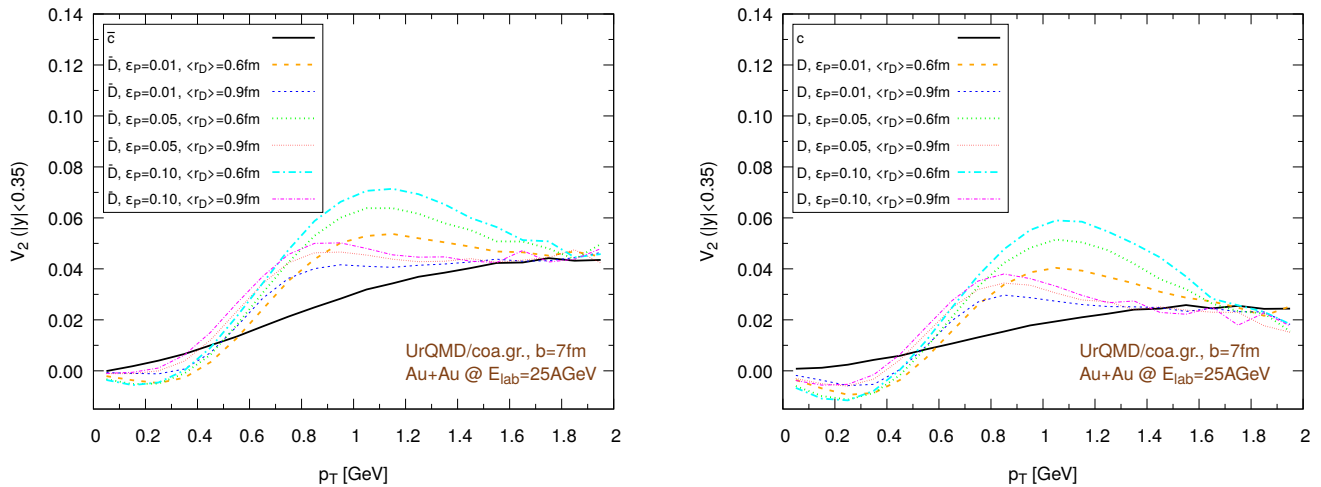 V2 (|y|<0.35)
0.14
0.12
0.10
0.08
0.06
0.04
0.02
0.00
c̄
D̄, εP=0.01, <rD>=0.6fm
D̄, εP=0.01, <rD>=0.9fm
D̄, εP=0.05, <rD>=0.6fm
D̄, εP=0.05, <rD>=0.9fm
D̄, εP=0.10, <rD>=0.6fm
D̄, εP=0.10, <rD>=0.9fm
UrQMD/coa.gr., b=7fm
Au+Au @ Elab=25AGeV
0 0.2 0.4 0.6 0.8 1 1.2 1.4 1.6 1.8 2
pT [GeV]
V2 (|y|<0.35)
0.14
0.12
0.10
0.08
0.06
0.04
0.02
0.00
c
D, εP=0.01, <rD>=0.6fm
D, εP=0.01, <rD>=0.9fm
D, εP=0.05, <rD>=0.6fm
D, εP=0.05, <rD>=0.9fm
D, εP=0.10, <rD>=0.6fm
D, εP=0.10, <rD>=0.9fm
UrQMD/coa.gr., b=7fm
Au+Au @ Elab=25AGeV
0 0.2 0.4 0.6 0.8 1 1.2 1.4 1.6 1.8 2
pT [GeV]